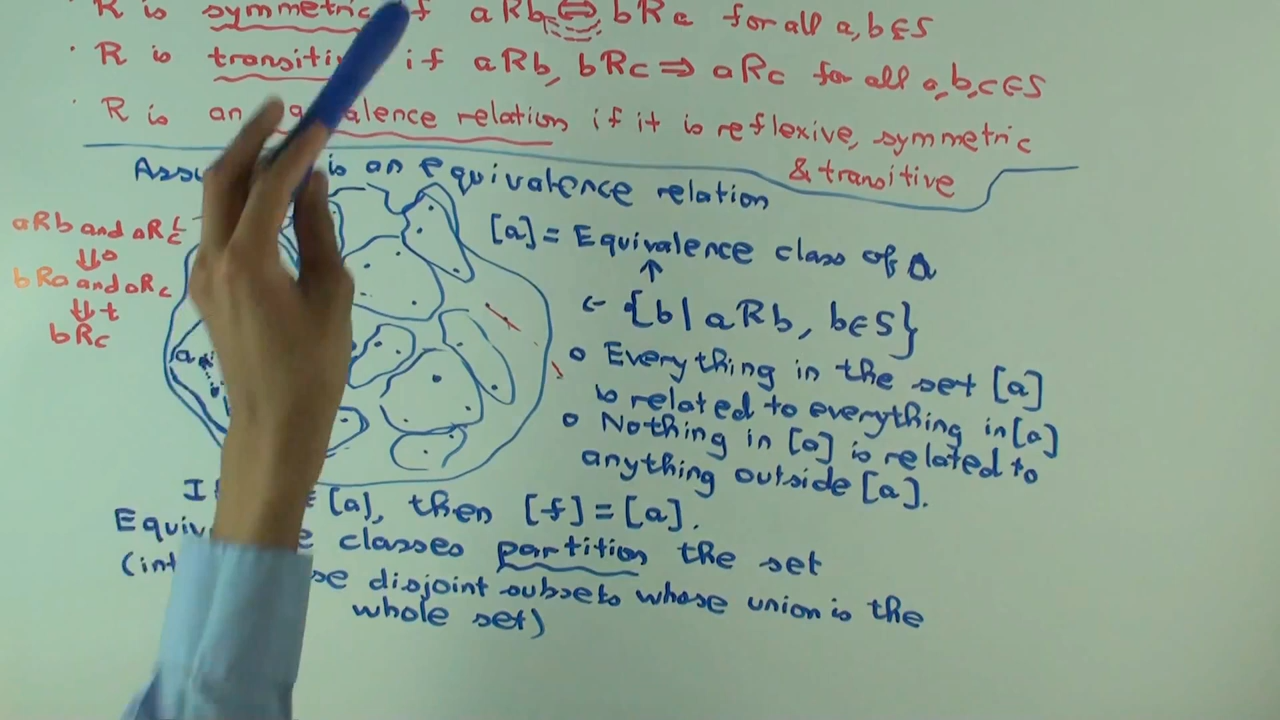 R is symmetric if aRb ⇔ bRa for all a,b∈S
· R is transitive if aRb, bRc ⇒ aRc for all a,b,c∈S
· R is an equivalence relation if it is reflexive, symmetric
& transitive
is an equivalence relation
aRb and aRc
⇓
bRa and aRc
⇓ t
bRc
[a] = Equivalence class of a
↑
← {b | aRb, b∈S}
a
b
o Everything in the set [a]
is related to everything in [a]
o Nothing in [a] is related to
anything outside [a].
[a], then [f] = [a].
classes partition the set
disjoint subsets whose union is the
whole set)